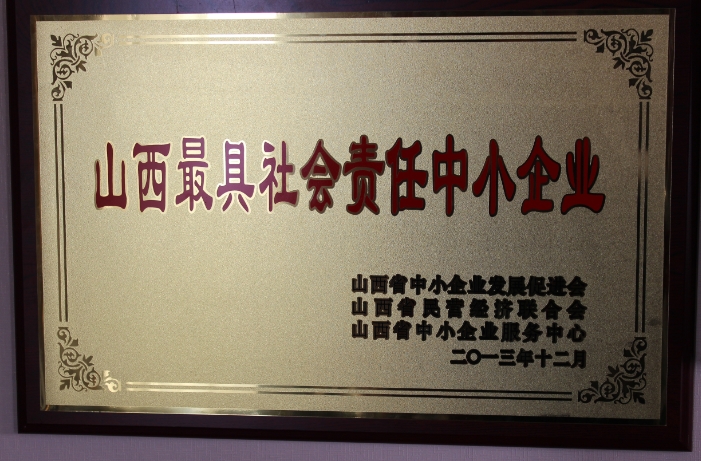 山西最具社会责任中小企业
山西省中小企业发展促进会
山西省民营经济联合会
山西省中小企业服务中心
二〇一三年十二月